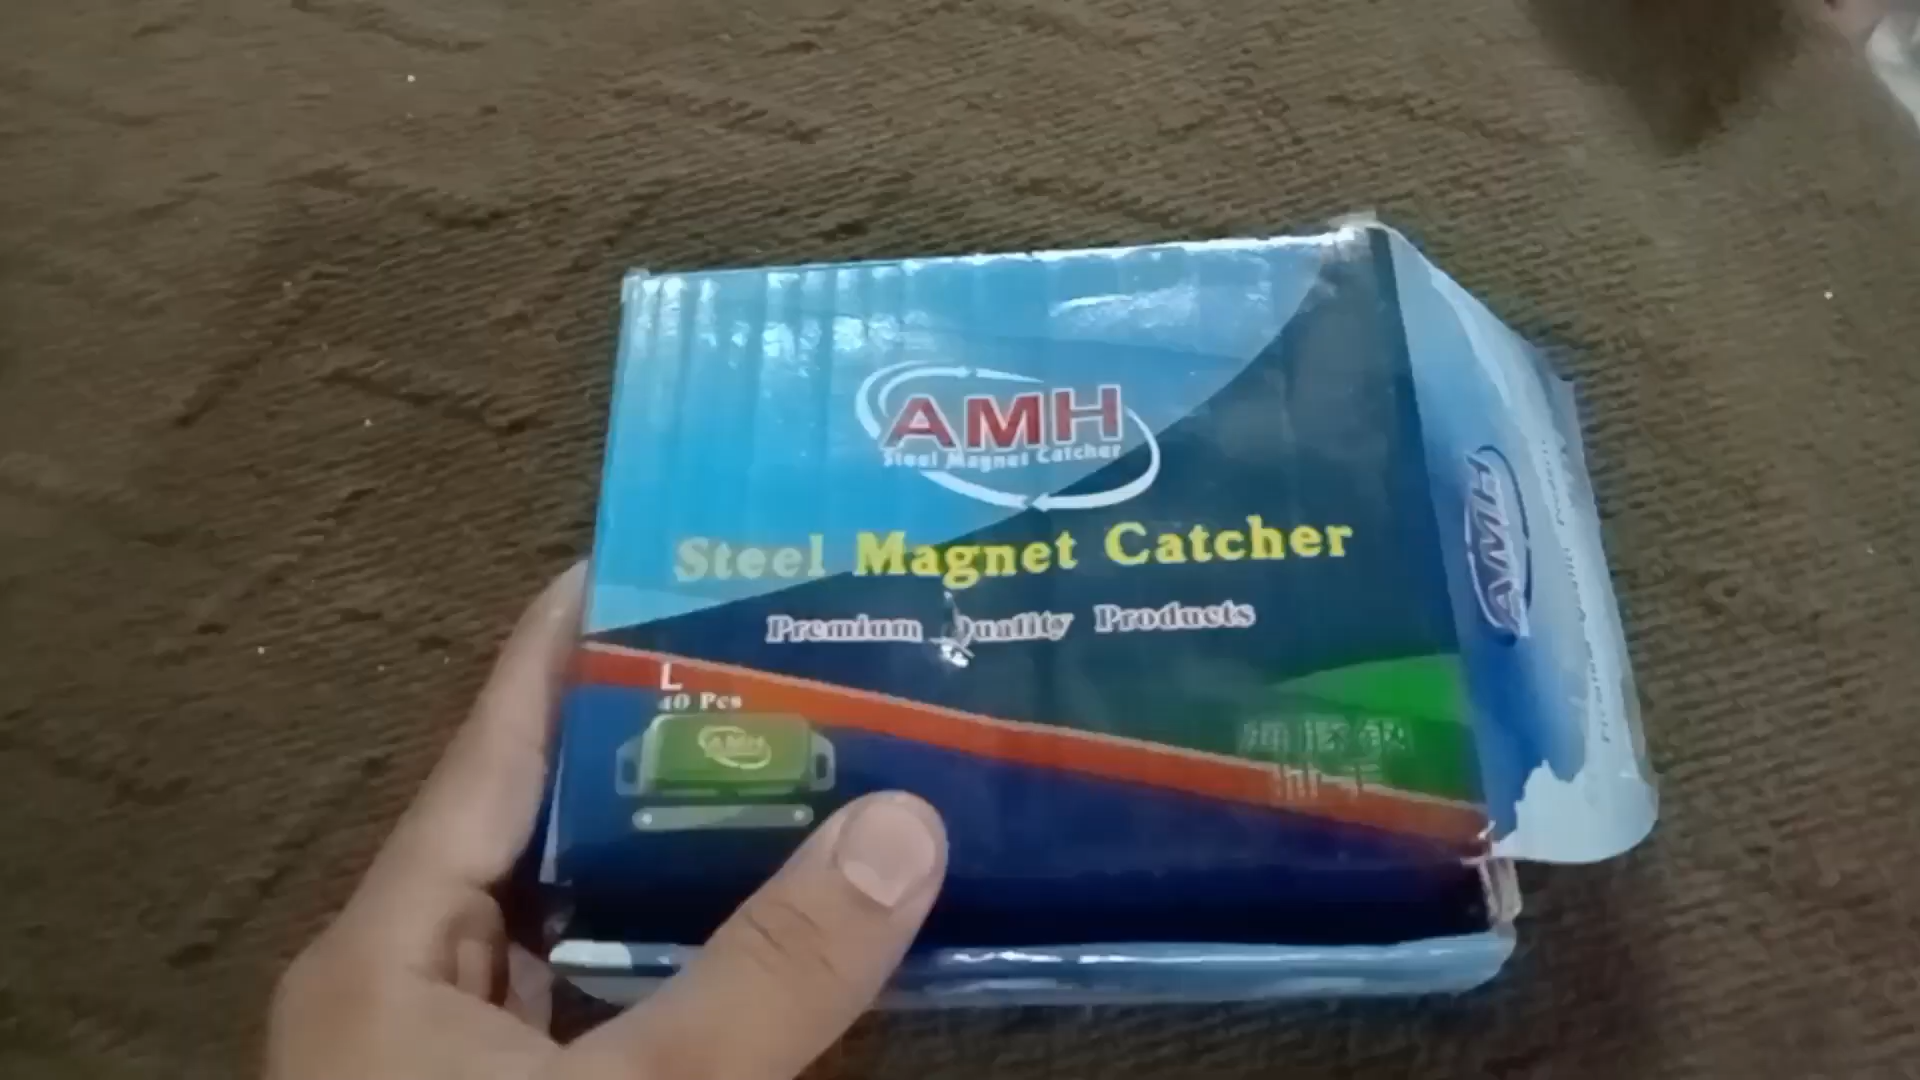 AMH
Steel Magnet Catcher
Steel Magnet Catcher
Premium Quality Products
L
40 Pcs
AMH
AMH